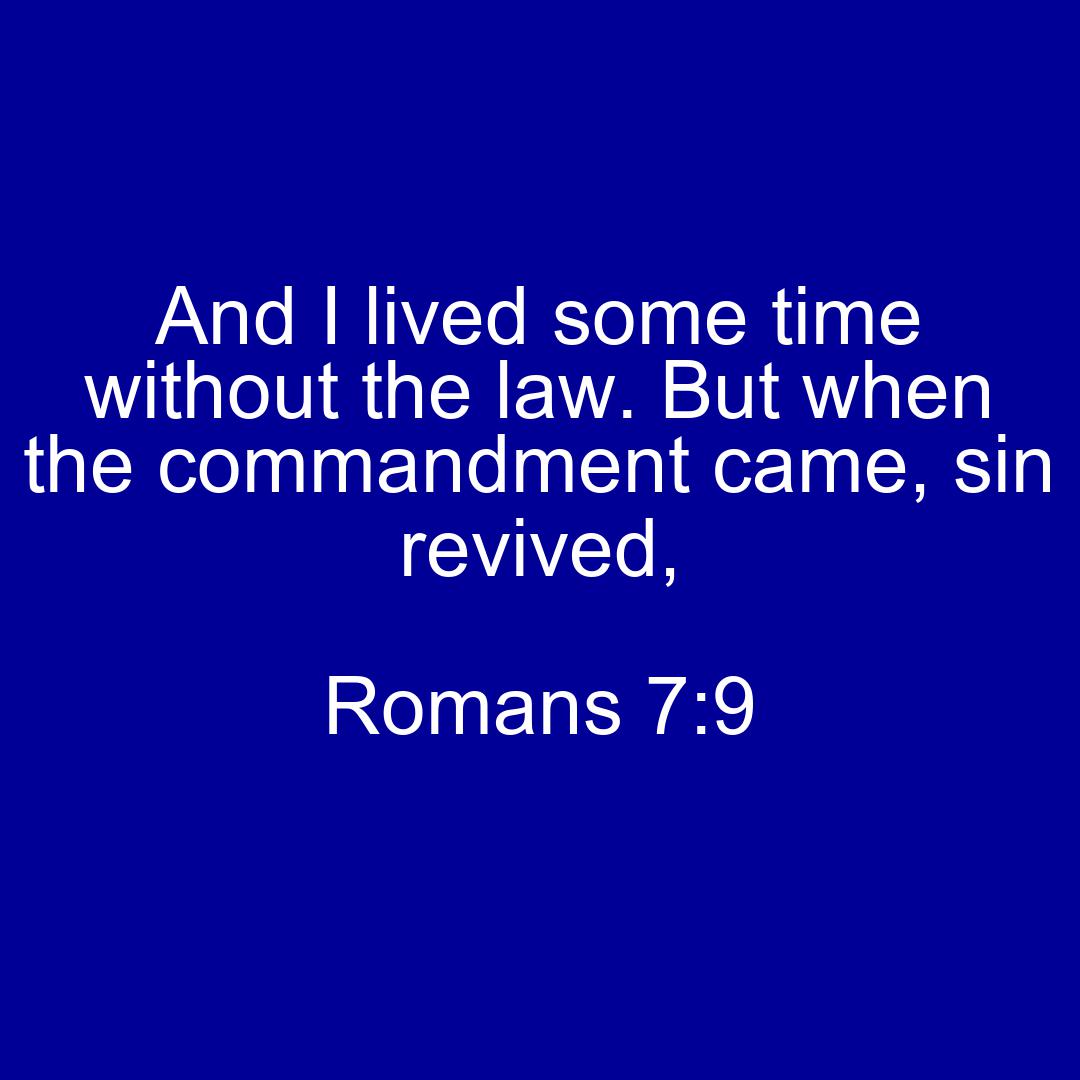 And I lived some time
without the law. But when
the commandment came, sin
revived,
Romans 7:9